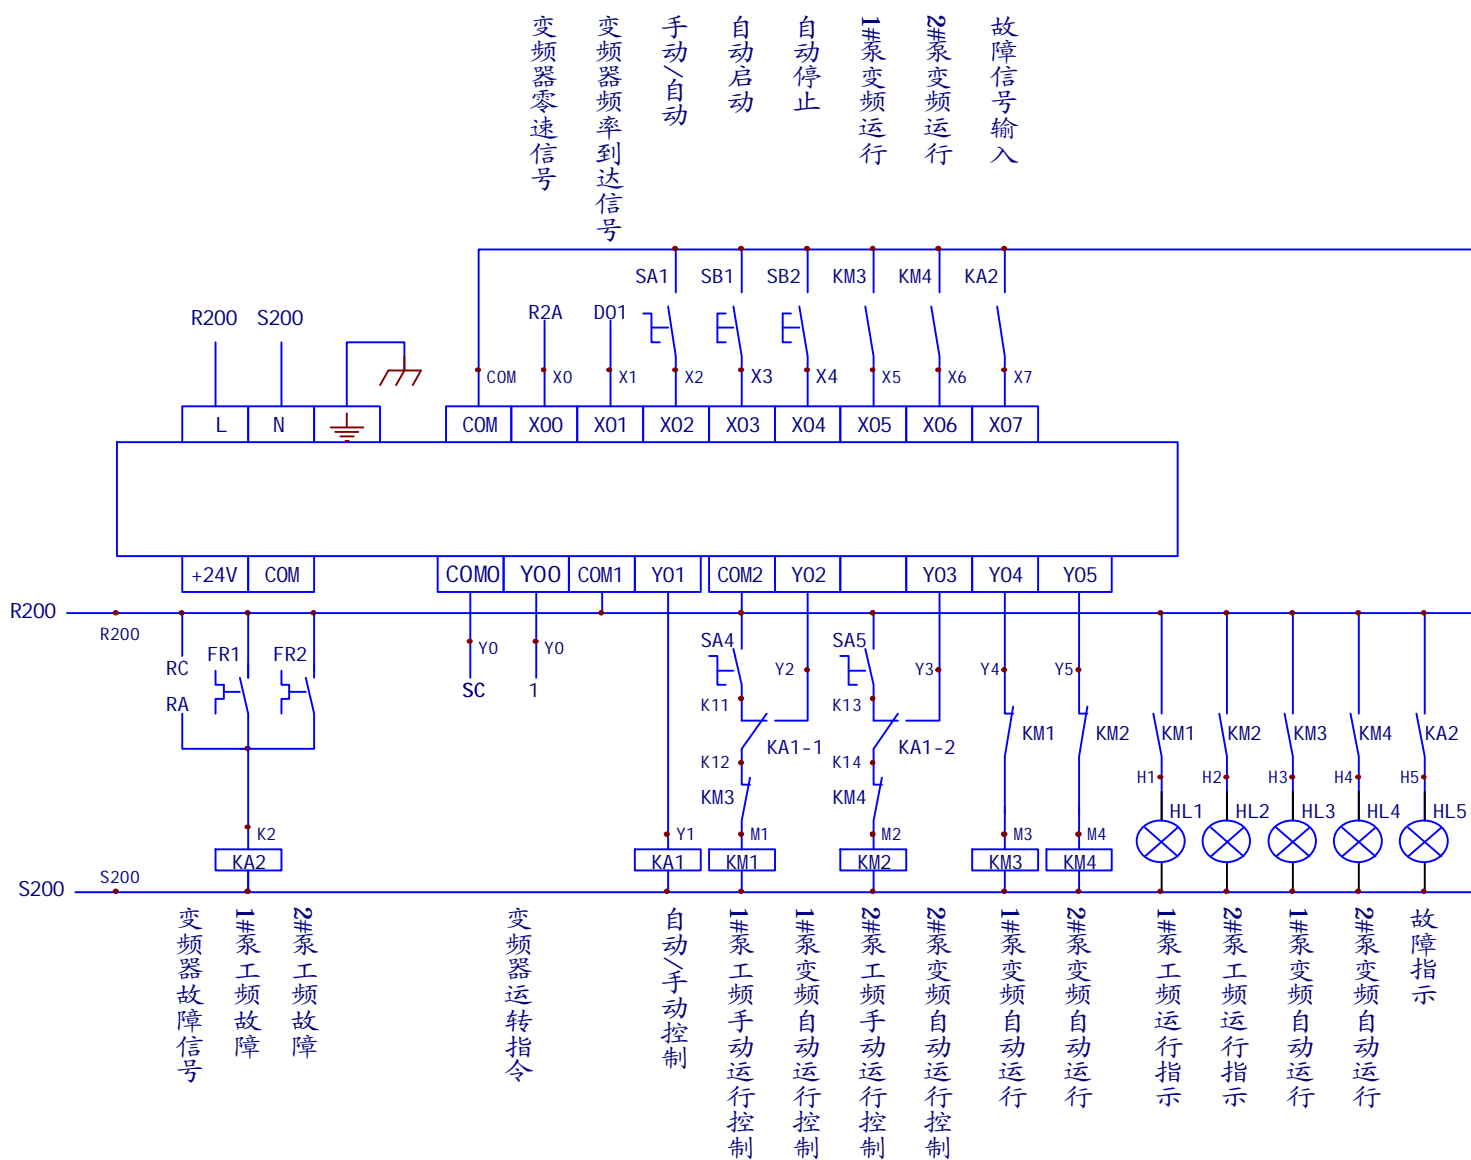 变频器零速信号
变频器频率到达信号
手动/自动
自动启动
自动停止
1#泵变频运行
2#泵变频运行
故障信号输入
SA1
SB1
SB2
KM3
KM4
KA2
R200
S200
R2A
D01
COM
X0
X1
X2
X3
X4
X5
X6
X7
L
N
COM
X00
X01
X02
X03
X04
X05
X06
X07
+24V
COM
COM0
Y00
COM1
Y01
COM2
Y02
Y03
Y04
Y05
R200
R200
RC
RA
FR1
FR2
Y0
Y0
SC
1
SA4
Y2
SA5
Y3
Y4
Y5
K11
K13
KA1-1
KA1-2
KM1
KM2
KM1
KM2
KM3
KM4
KA2
K12
K14
H1
H2
H3
H4
H5
KM3
KM4
HL1
HL2
HL3
HL4
HL5
K2
Y1
M1
M2
M3
M4
KA2
KA1
KM1
KM2
KM3
KM4
S200
S200
变频器故障信号
1#泵工频故障
2#泵工频故障
变频器运转指令
自动/手动控制
1#泵工频手动运行控制
1#泵变频自动运行控制
2#泵工频手动运行控制
2#泵变频自动运行控制
1#泵变频自动运行
2#泵变频自动运行
1#泵工频运行指示
2#泵工频运行指示
1#泵变频自动运行
2#泵变频自动运行
故障指示